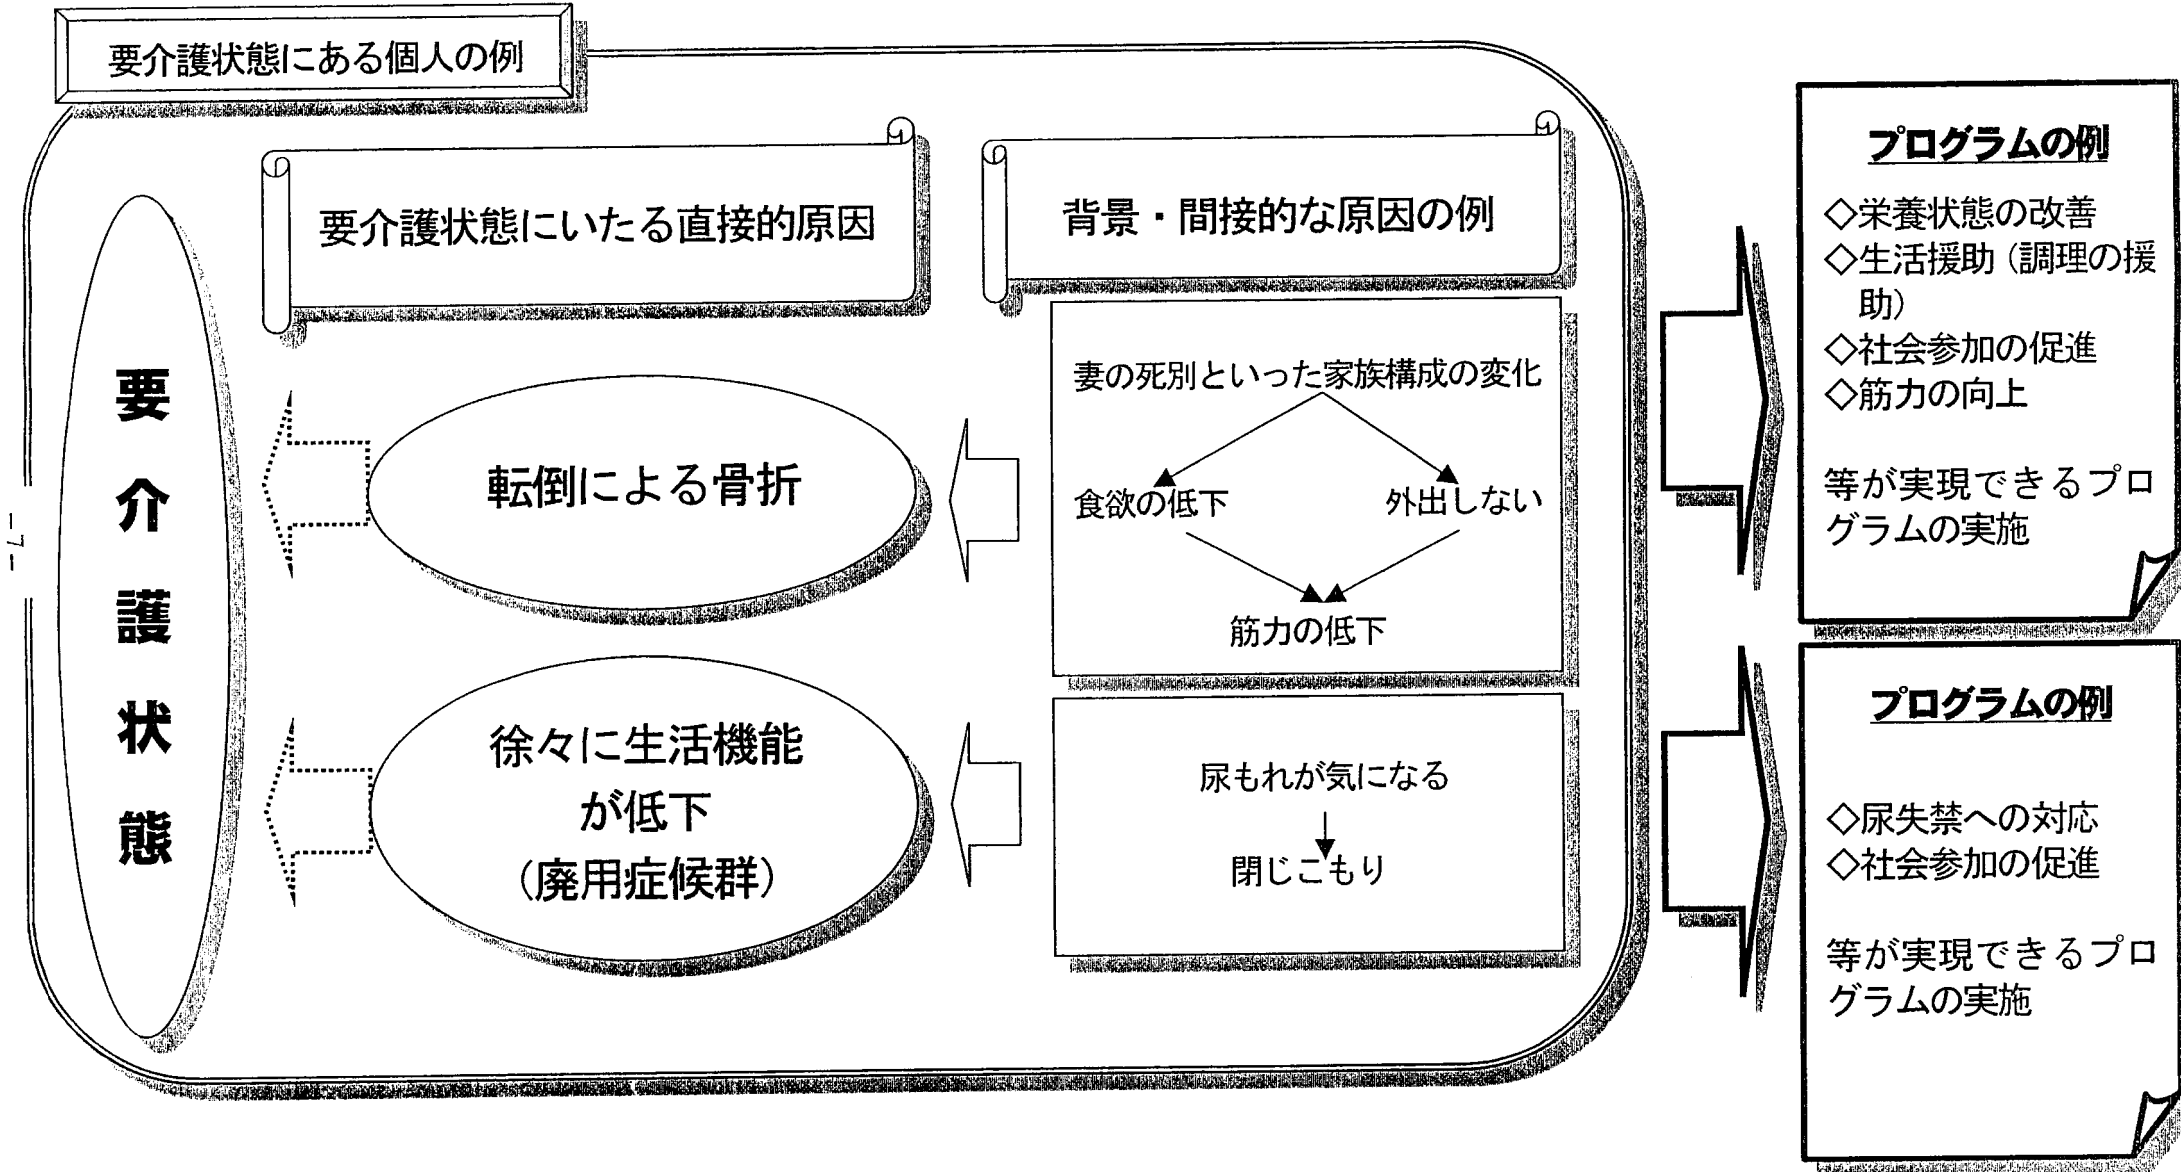 要介護状態にある個人の例
要介護状態にいたる直接的原因
背景・間接的な原因の例
要介護状態
転倒による骨折
妻の死別といった家族構成の変化
食欲の低下
外出しない
筋力の低下
徐々に生活機能
が低下
（廃用症候群）
尿もれが気になる
閉じこもり
プログラムの例
◇栄養状態の改善
◇生活援助（調理の援
助）
◇社会参加の促進
◇筋力の向上
等が実現できるプロ
グラムの実施
プログラムの例
◇尿失禁への対応
◇社会参加の促進
等が実現できるプロ
グラムの実施
-7-